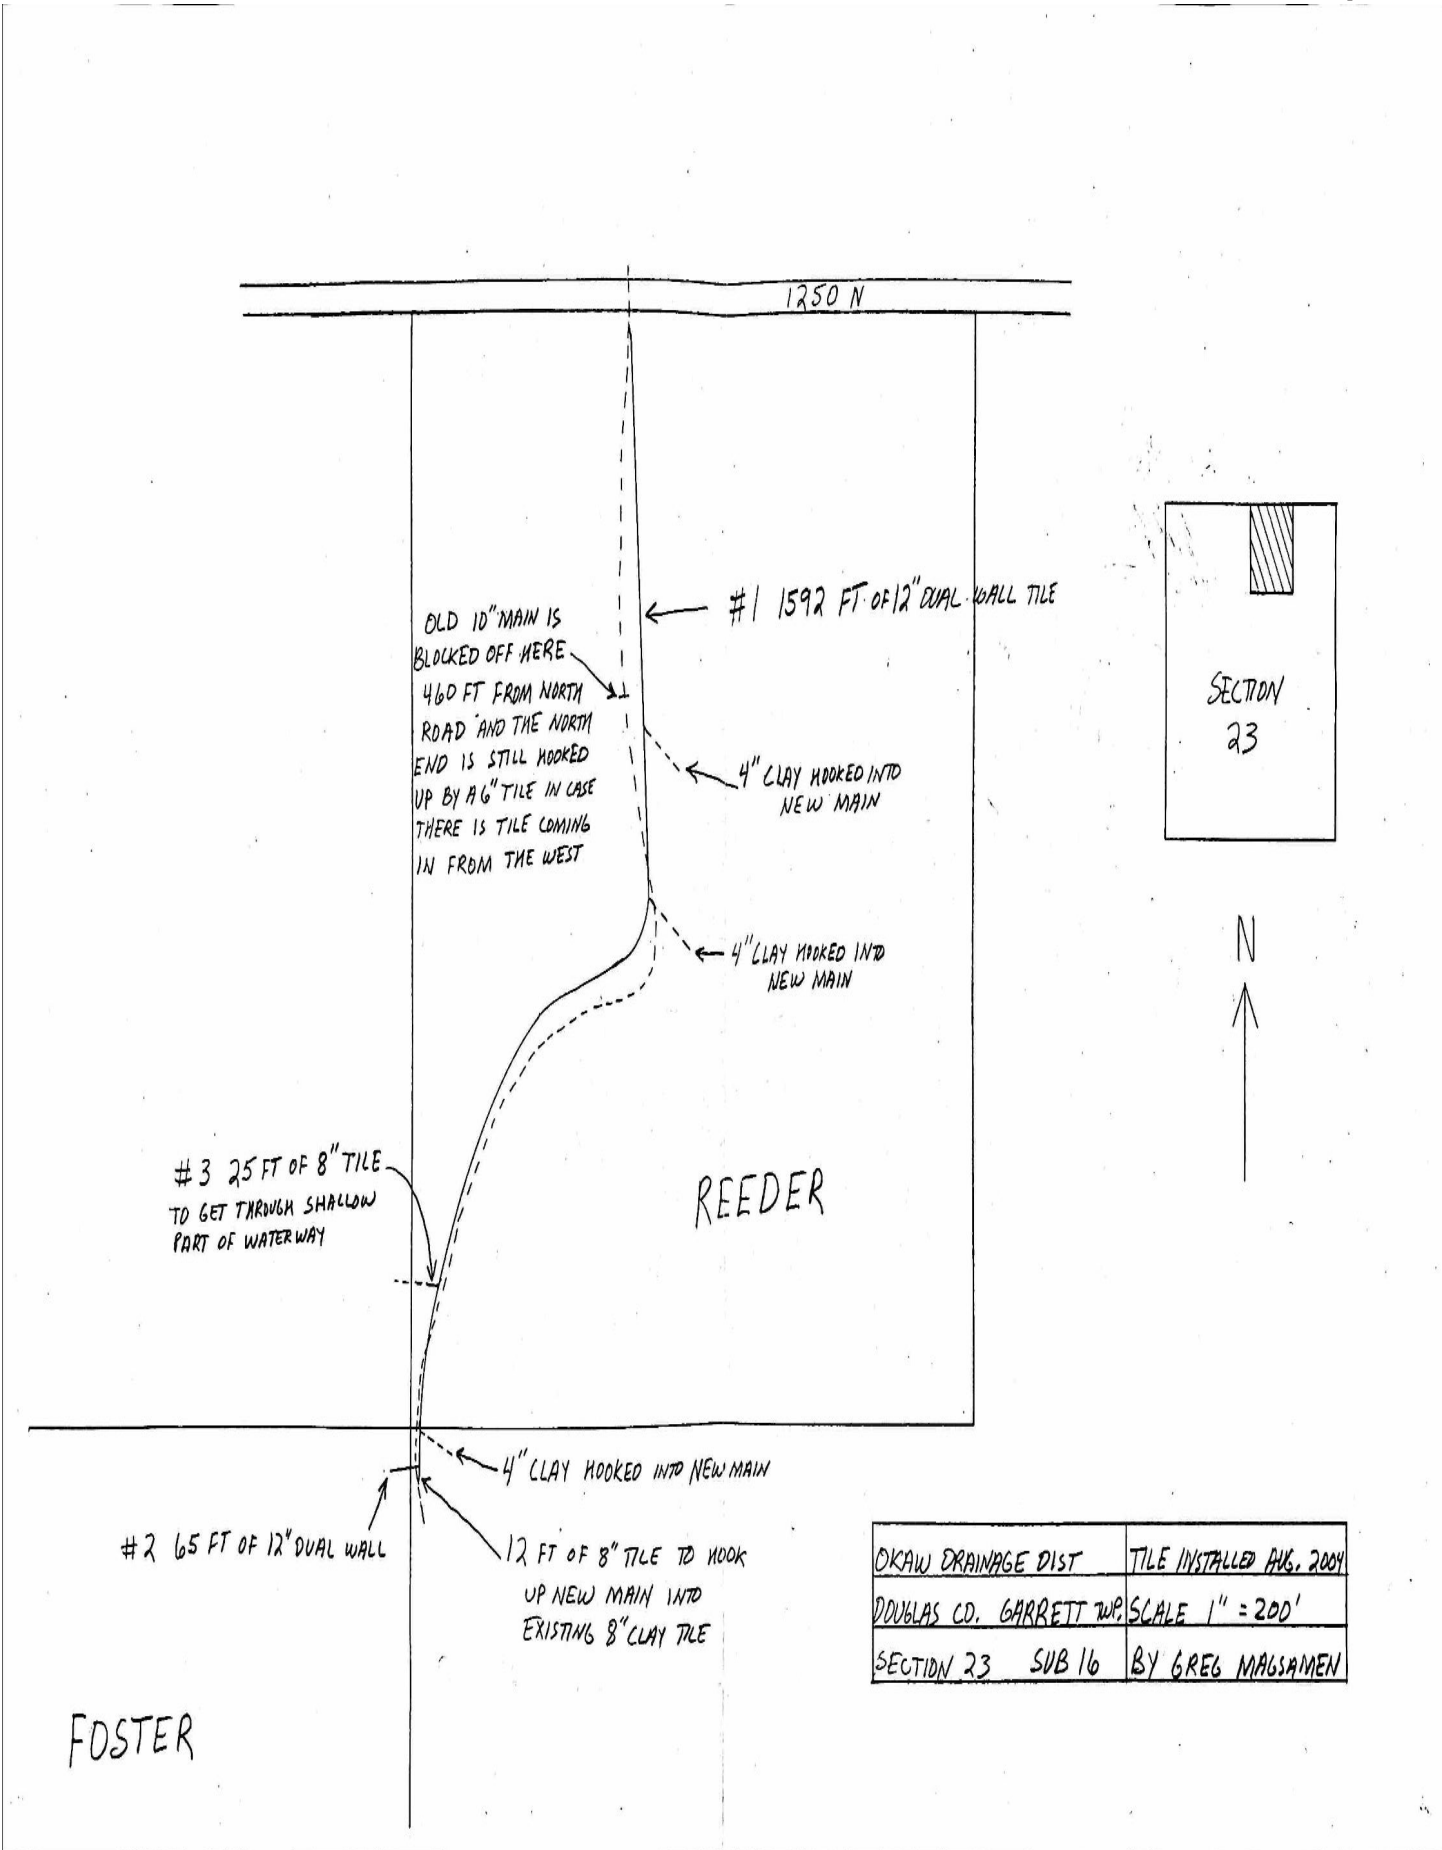 1250 N
#1 1592 FT. OF 12" DUAL WALL TILE
OLD 10" MAIN IS
BLOCKED OFF HERE
460 FT FROM NORTH
ROAD AND THE NORTH
END IS STILL HOOKED
UP BY A 6" TILE IN CASE
THERE IS TILE COMING
IN FROM THE WEST
SECTION
23
4" CLAY HOOKED INTO
NEW MAIN
4" CLAY HOOKED INTO
NEW MAIN
N
#3 25 FT OF 8" TILE
TO GET THROUGH SHALLOW
PART OF WATERWAY
REEDER
4" CLAY HOOKED INTO NEW MAIN
#2 65 FT OF 12" DUAL WALL
12 FT OF 8" TILE TO HOOK
UP NEW MAIN INTO
EXISTING 8" CLAY TILE
OKAW DRAINAGE DIST TILE INSTALLED AUG. 2004
DOUGLAS CO. GARRETT TWP. SCALE 1" = 200'
SECTION 23 SUB 16 BY GREG MAGSAMEN
FOSTER